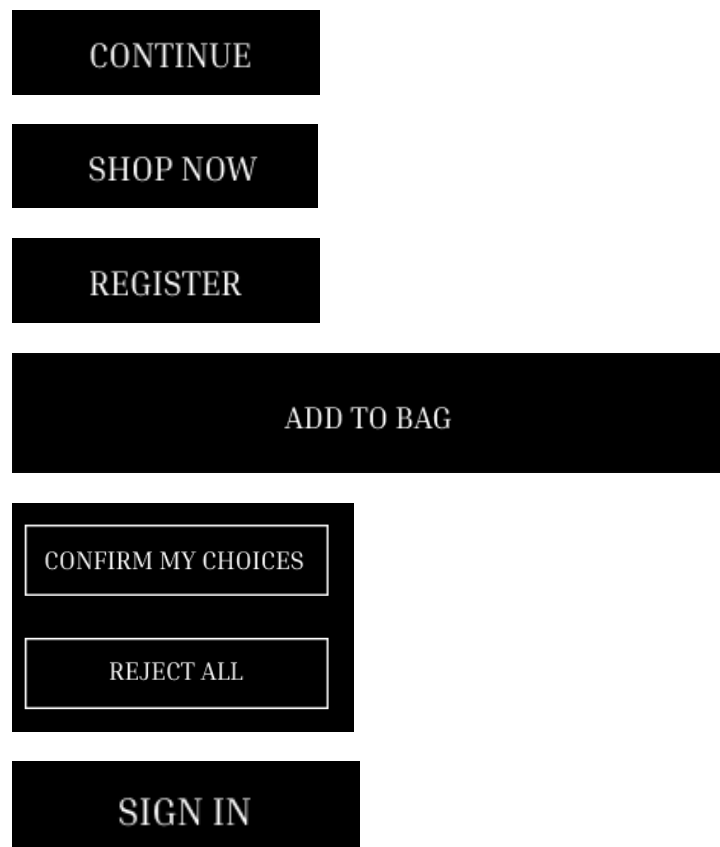 CONTINUE
SHOP NOW
REGISTER
ADD TO BAG
CONFIRM MY CHOICES
REJECT ALL
SIGN IN